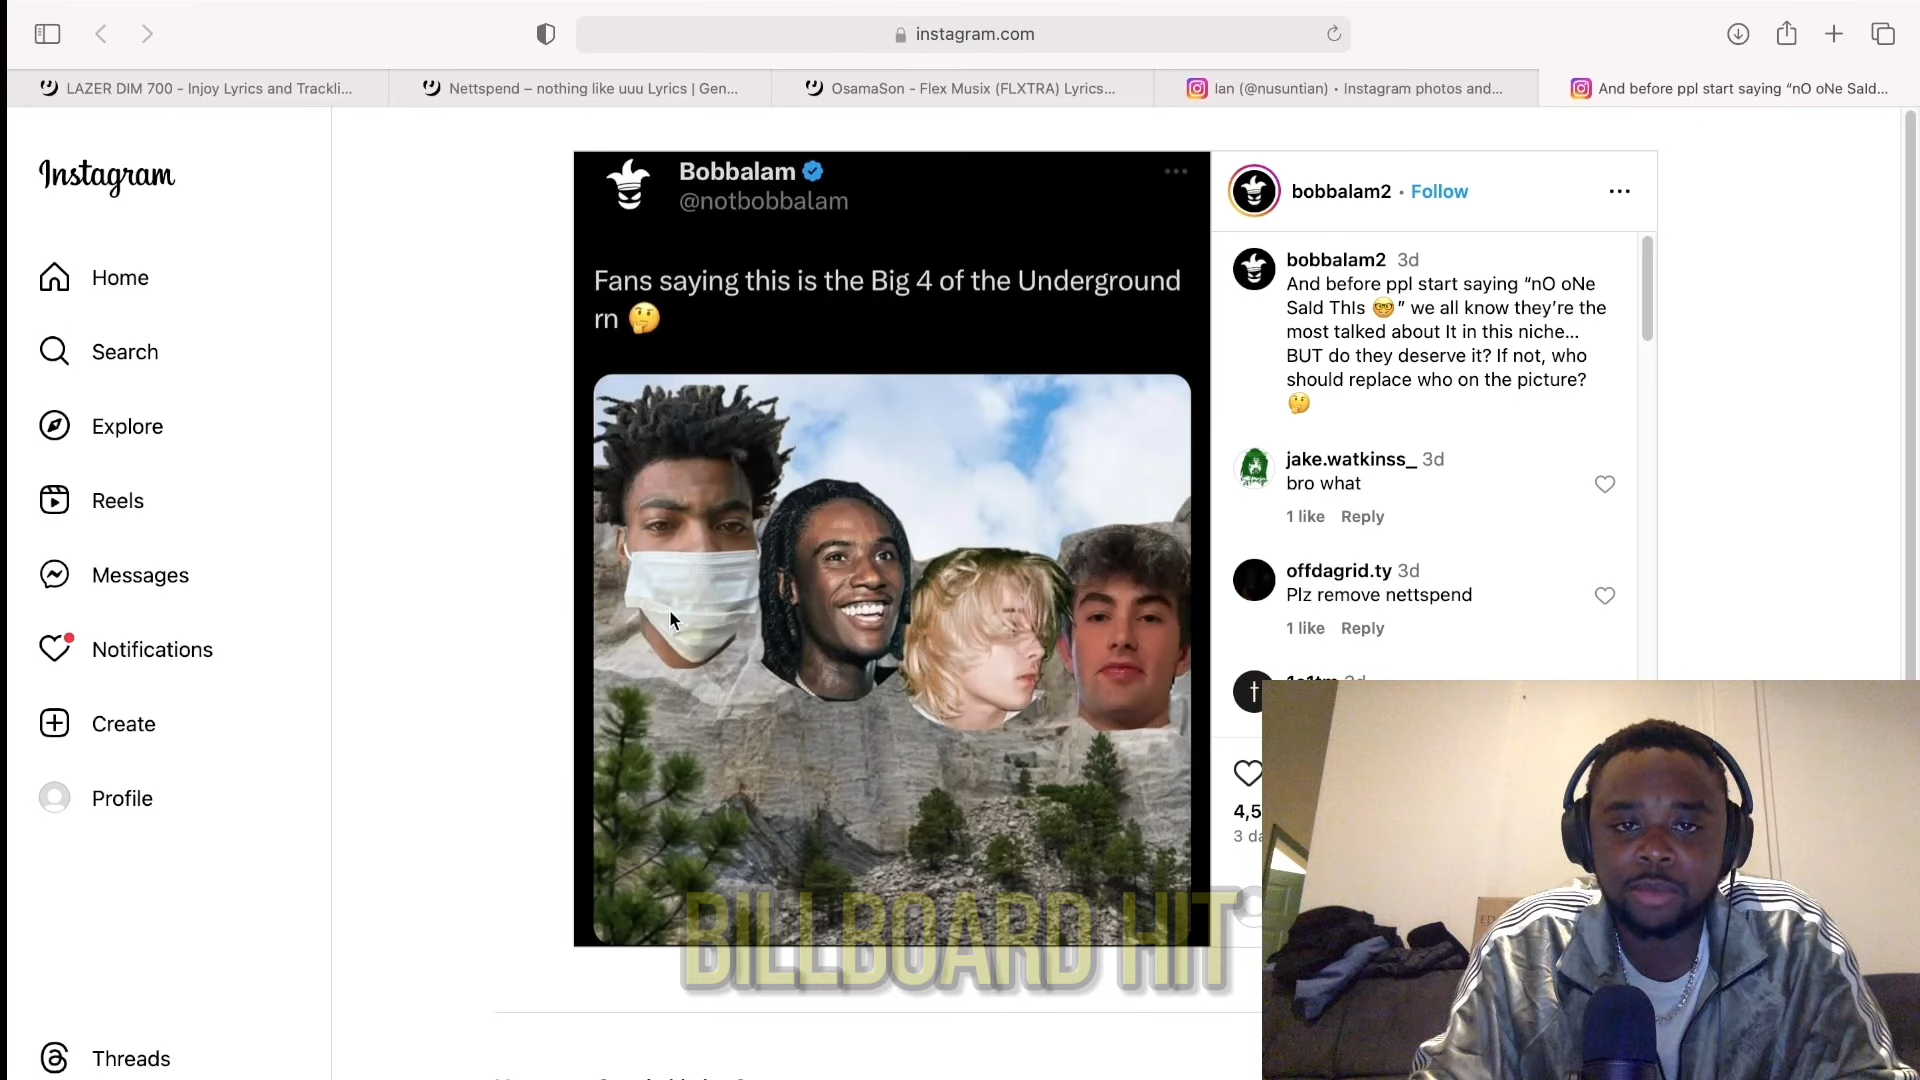 instagram.com
LAZER DIM 700 - Injoy Lyrics and Trackli...
Nettspend – nothing like uuu Lyrics | Gen...
OsamaSon - Flex Musix (FLXTRA) Lyrics...
Ian (@nusuntian) • Instagram photos and...
And before ppl start saying “nO oNe Sald...
Instagram
Home
Search
Explore
Reels
Messages
Notifications
Create
Profile
Threads
Bobbalam
@notbobbalam
Fans saying this is the Big 4 of the Underground
rn 🤔
bobbalam2 • Follow
bobbalam2 3d
And before ppl start saying “nO oNe
Sald ThIs 🤓” we all know they’re the
most talked about It in this niche...
BUT do they deserve it? If not, who
should replace who on the picture?
🤔
jake.watkinss_ 3d
bro what
1 like Reply
offdagrid.ty 3d
Plz remove nettspend
1 like Reply
BILLBOARD HIT